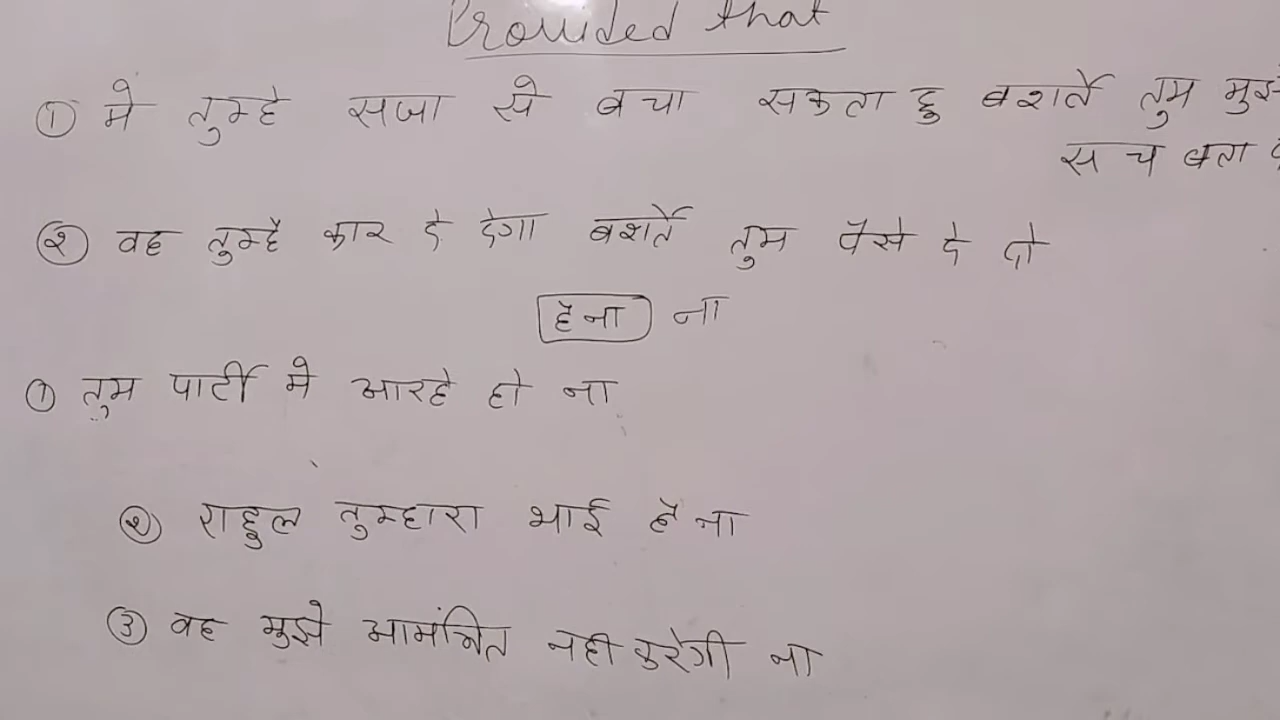 Provided that
① मे तुम्हे सजा से बचा सकता हु बशर्ते तुम
सच बता
② वह तुम्हे कार दे देगा बशर्ते तुम पैसे दे दो
है ना ना
① तुम पार्टी मे आरहे हो ना
② राहुल तुम्हारा भाई है ना
③ वह मुझे आमंत्रित नही करेगी ना